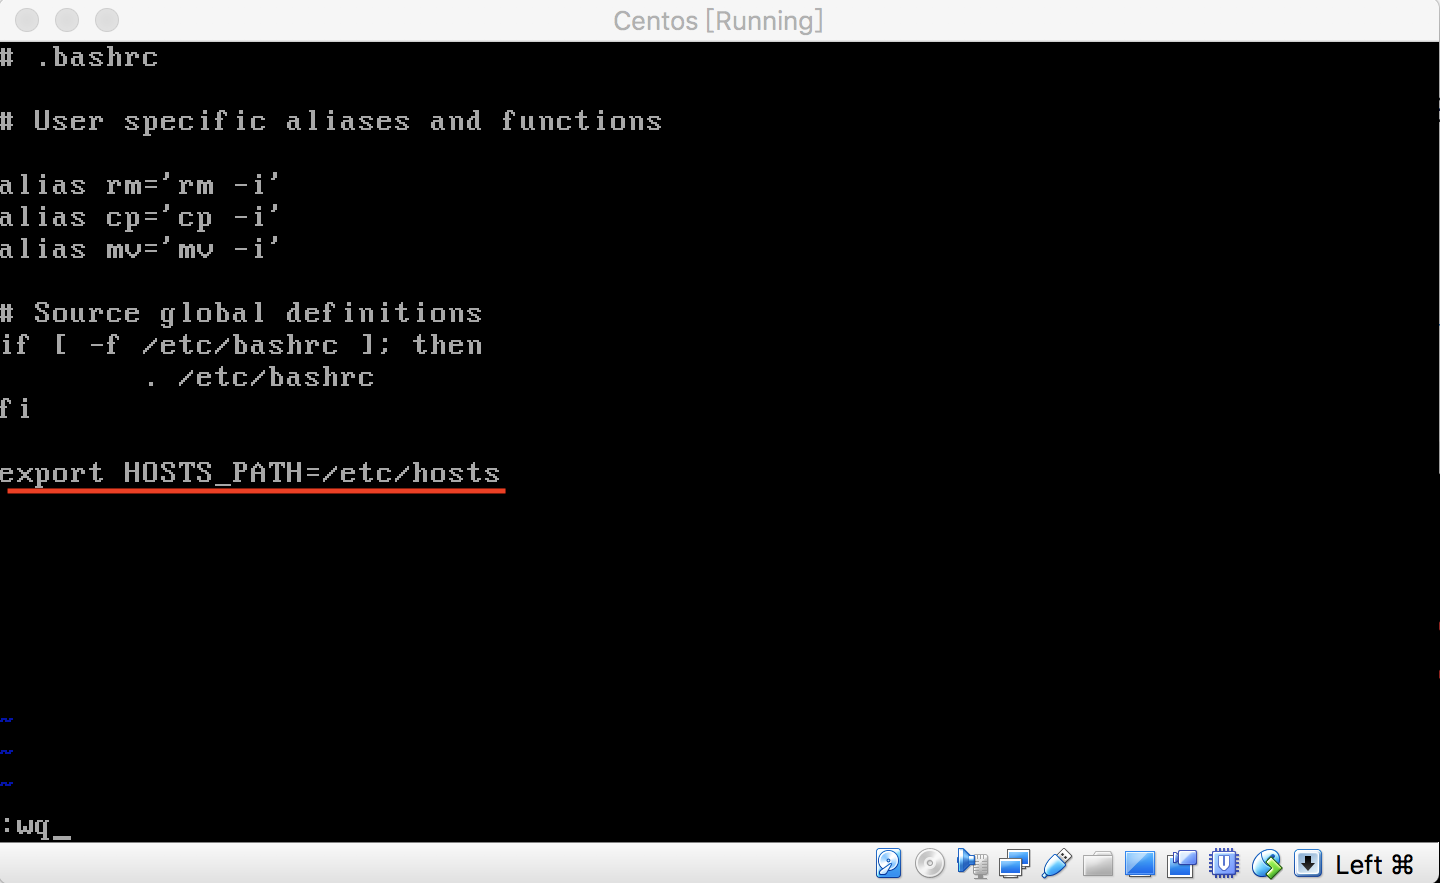 Centos [Running]
# .bashrc
# User specific aliases and functions
alias rm='rm -i'
alias cp='cp -i'
alias mv='mv -i'
# Source global definitions
if [ -f /etc/bashrc ]; then
        . /etc/bashrc
fi
export HOSTS_PATH=/etc/hosts
~
~
~
:wq_
Left ⌘